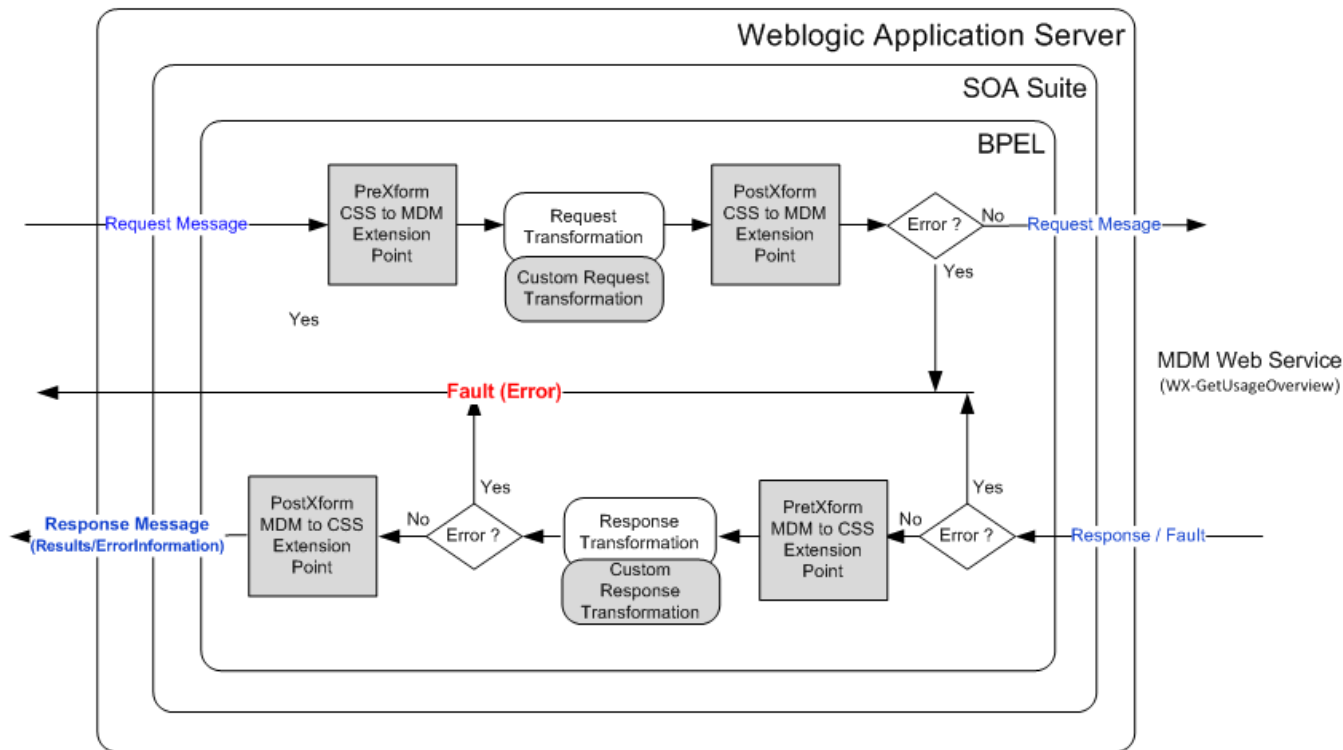 Weblogic Application Server
SOA Suite
BPEL
Request Message
PreXform
CSS to MDM
Extension
Point
Request
Transformation
Custom Request
Transformation
PostXform
CSS to MDM
Extension
Point
Error ?
No
Request Mesage
Yes
Yes
MDM Web Service
(WX-GetUsageOverview)
Fault (Error)
Response Message
(Results/ErrorInformation)
PostXform
MDM to CSS
Extension
Point
No
Error ?
Yes
Response
Transformation
Custom
Response
Transformation
PretXform
MDM to CSS
Extension
Point
No
Error ?
Yes
Response / Fault